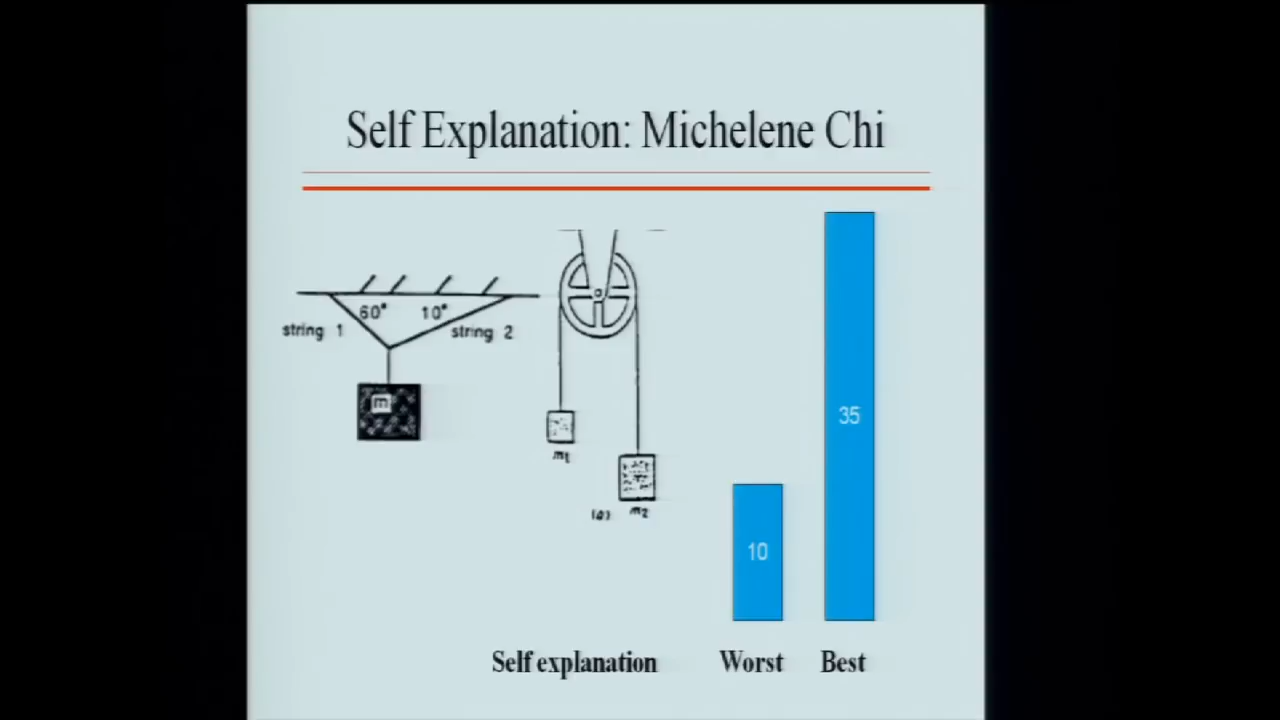 Self Explanation: Michelene Chi
60°
10°
string 1
string 2
m
m1
(a)
m2
10
35
Self explanation
Worst
Best